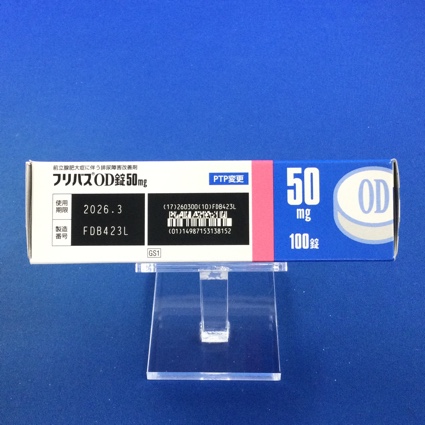 前立腺肥大症に伴う排尿障害改善剤
フリバスOD錠50mg
PTP変更
使用期限
2026.3
製造番号
FDB423L
(17)260300(10)FDB423L
(01)14987153138152
GS1
50
mg
100錠
OD